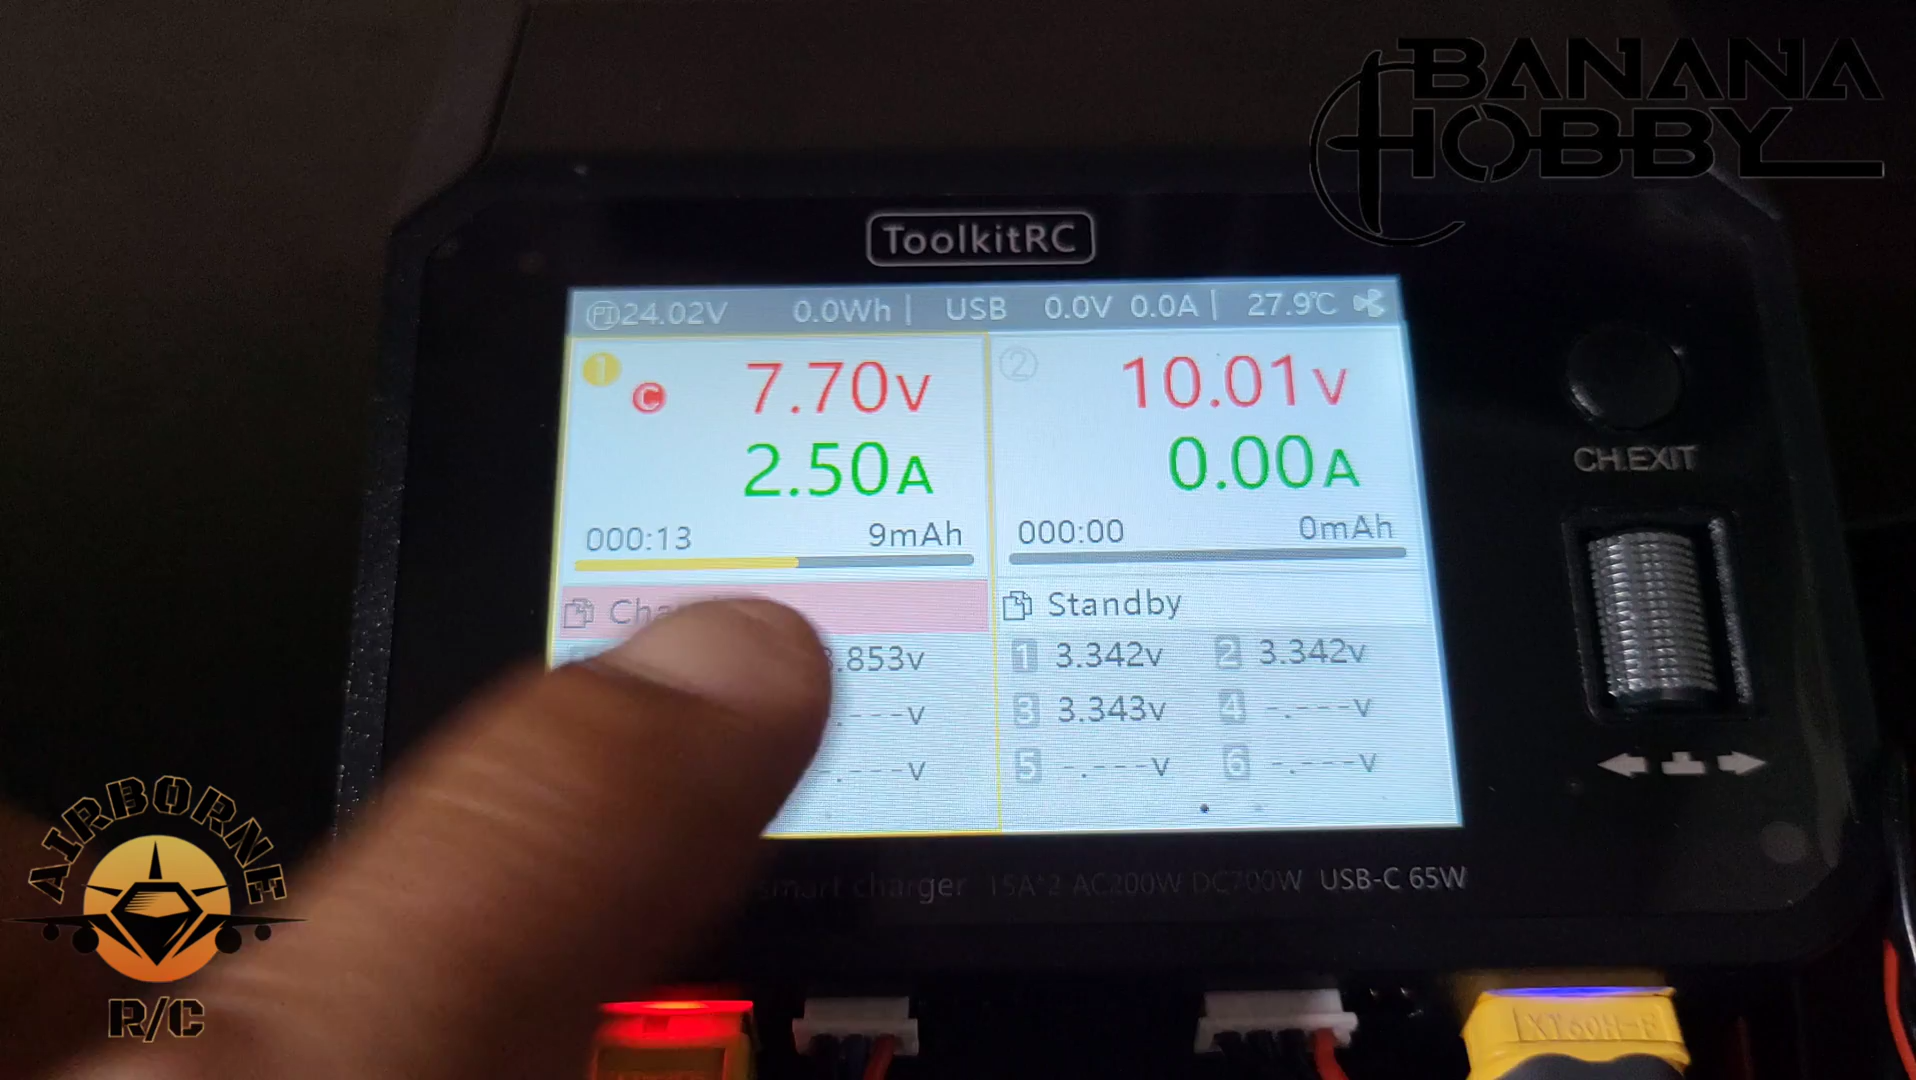 BANANA
HOBBY
ToolkitRC
PI 24.02V 0.0Wh | USB 0.0V 0.0A | 27.9℃
1 C 7.70V
2.50A
000:13 9mAh
.853V
-.---V
-.---V
2 10.01V
0.00A
000:00 0mAh
Standby
1 3.342V 2 3.342V
3 3.343V 4 -.---V
5 -.---V 6 -.---V
CH.EXIT
smart charger 15A*2 AC200W DC700W USB-C 65W
AIRBORNE
R/C
XT60H-F